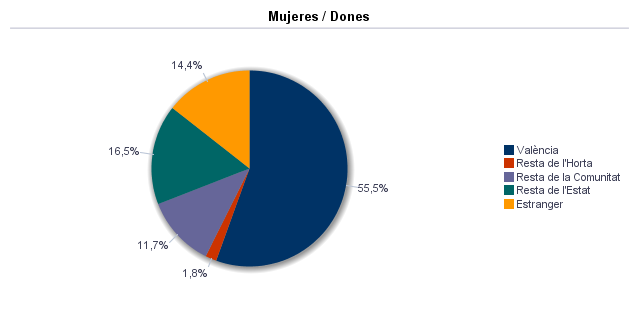 Mujeres / Dones
14,4%
16,5%
55,5%
11,7%
1,8%
València
Resta de l'Horta
Resta de la Comunitat
Resta de l'Estat
Estranger